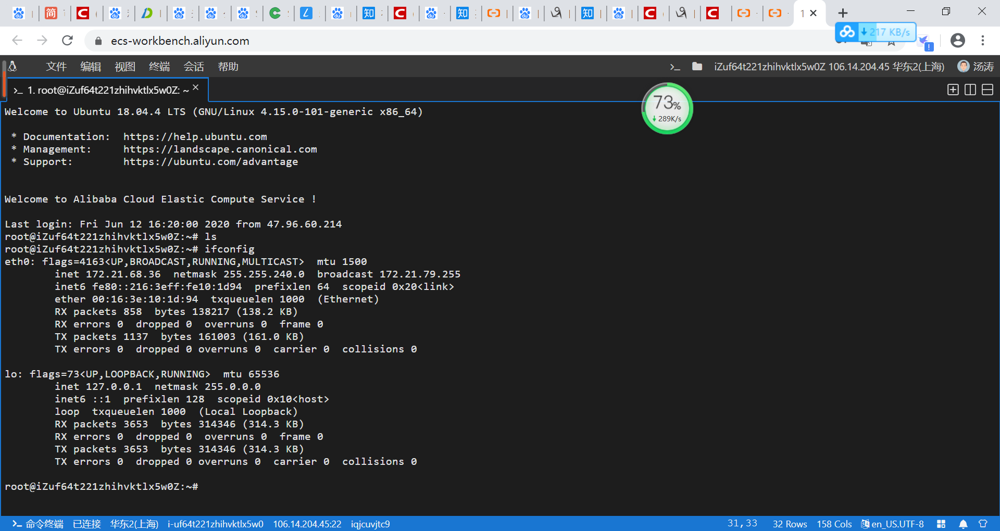 1
ecs-workbench.aliyun.com
217 KB/s
文件 编辑 视图 终端 会话 帮助
iZuf64t221zhihvktlx5w0Z 106.14.204.45 华东2(上海) 汤涛
1. root@iZuf64t221zhihvktlx5w0Z: ~
73%
289K/s
Welcome to Ubuntu 18.04.4 LTS (GNU/Linux 4.15.0-101-generic x86_64)
* Documentation:  https://help.ubuntu.com
* Management:     https://landscape.canonical.com
* Support:        https://ubuntu.com/advantage
Welcome to Alibaba Cloud Elastic Compute Service !
Last login: Fri Jun 12 16:20:00 2020 from 47.96.60.214
root@iZuf64t221zhihvktlx5w0Z:~# ls
root@iZuf64t221zhihvktlx5w0Z:~# ifconfig
eth0: flags=4163<UP,BROADCAST,RUNNING,MULTICAST>  mtu 1500
inet 172.21.68.36  netmask 255.255.240.0  broadcast 172.21.79.255
inet6 fe80::216:3eff:fe10:1d94  prefixlen 64  scopeid 0x20<link>
ether 00:16:3e:10:1d:94  txqueuelen 1000  (Ethernet)
RX packets 858  bytes 138217 (138.2 KB)
RX errors 0  dropped 0  overruns 0  frame 0
TX packets 1137  bytes 161003 (161.0 KB)
TX errors 0  dropped 0 overruns 0  carrier 0  collisions 0
lo: flags=73<UP,LOOPBACK,RUNNING>  mtu 65536
inet 127.0.0.1  netmask 255.0.0.0
inet6 ::1  prefixlen 128  scopeid 0x10<host>
loop  txqueuelen 1000  (Local Loopback)
RX packets 3653  bytes 314346 (314.3 KB)
RX errors 0  dropped 0  overruns 0  frame 0
TX packets 3653  bytes 314346 (314.3 KB)
TX errors 0  dropped 0 overruns 0  carrier 0  collisions 0
root@iZuf64t221zhihvktlx5w0Z:~#
命令终端 已连接 华东2(上海) i-uf64t221zhihvktlx5w0 106.14.204.45:22 iqjcuvjtc9 31,33 32 Rows 158 Cols en_US.UTF-8